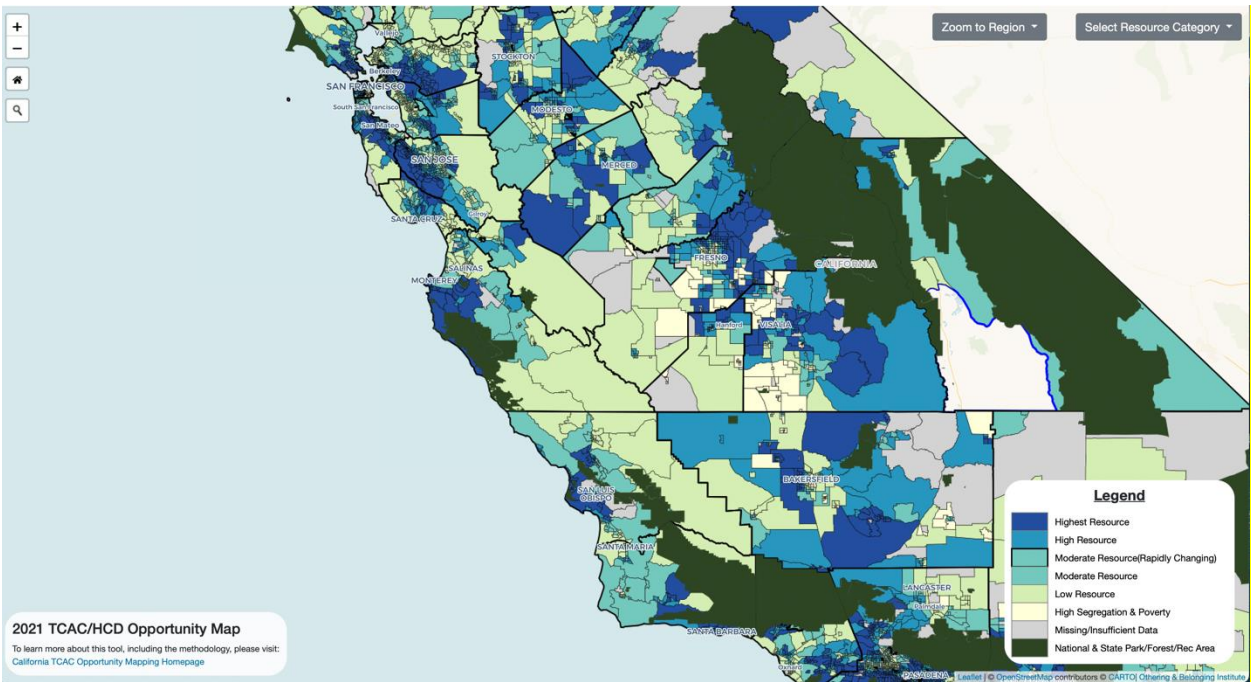 +
−
Zoom to Region
Select Resource Category
Vallejo
STOCKTON
Berkeley
SAN FRANCISCO
South San Francisco
MODESTO
San Mateo
SAN JOSE
MERCED
SANTA CRUZ
Gilroy
SALINAS
MONTEREY
FRESNO
CALIFORNIA
Hanford
VISALIA
BAKERSFIELD
SAN LUIS
OBISPO
SANTA MARIA
LANCASTER
Palmdale
SANTA BARBARA
Oxnard
PASADENA
Legend
Highest Resource
High Resource
Moderate Resource(Rapidly Changing)
Moderate Resource
Low Resource
High Segregation & Poverty
Missing/Insufficient Data
National & State Park/Forest/Rec Area
2021 TCAC/HCD Opportunity Map
To learn more about this tool, including the methodology, please visit:
California TCAC Opportunity Mapping Homepage
Leaflet | © OpenStreetMap contributors © CARTO| Othering & Belonging Institute